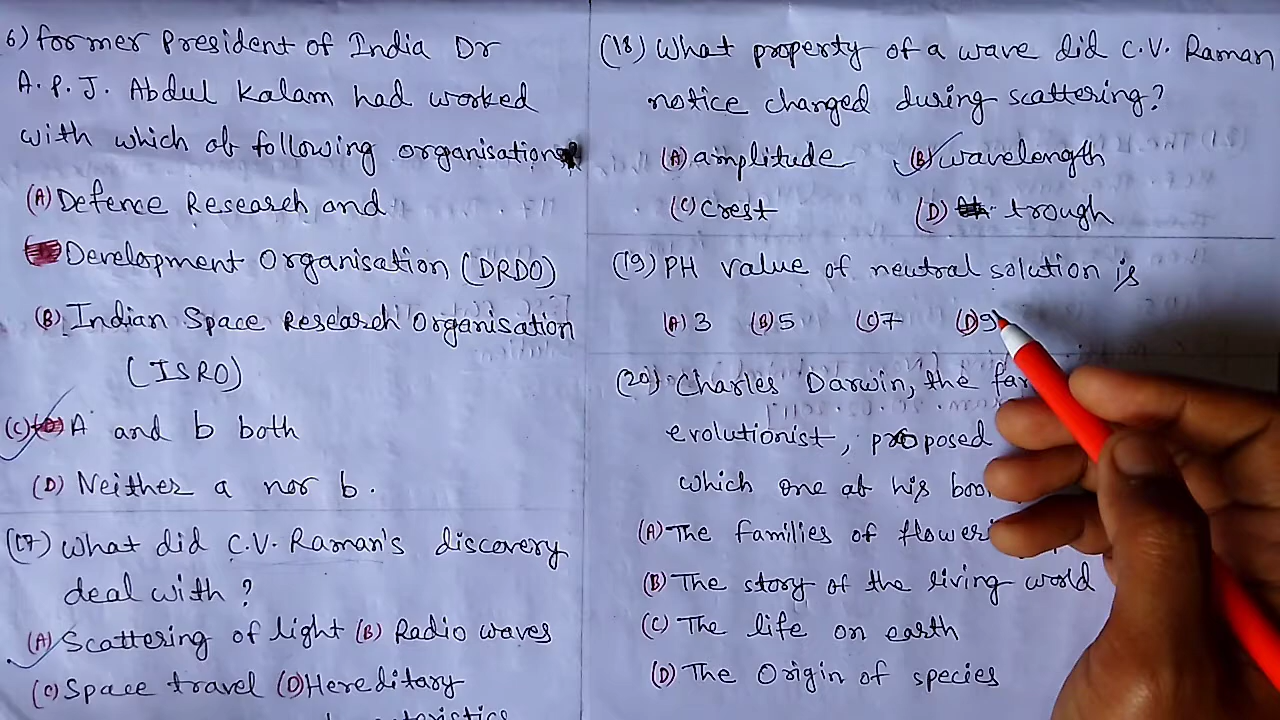 6) Former President of India Dr
A.P.J. Abdul Kalam had worked
with which of following organisation
(A) Defence Research and
Development Organisation (DRDO)
(B) Indian Space Research Organisation
(ISRO)
(C) A and b both
(D) Neither a nor b.
(17) What did C.V. Raman's discovery
deal with?
(A) Scattering of light (B) Radio waves
(C) Space travel (D) Hereditary
(18) What property of a wave did C.V. Raman
notice changed during scattering?
(A) amplitude (B) wavelength
(C) Crest (D) trough
(19) PH value of neutral solution is
(A) 3 (B) 5 (C) 7 (D) 9
(20) Charles Darwin, the
evolutionist, proposed
which one of his
(A) The families of
(B) The story of the living world
(C) The life on earth
(D) The Origin of species